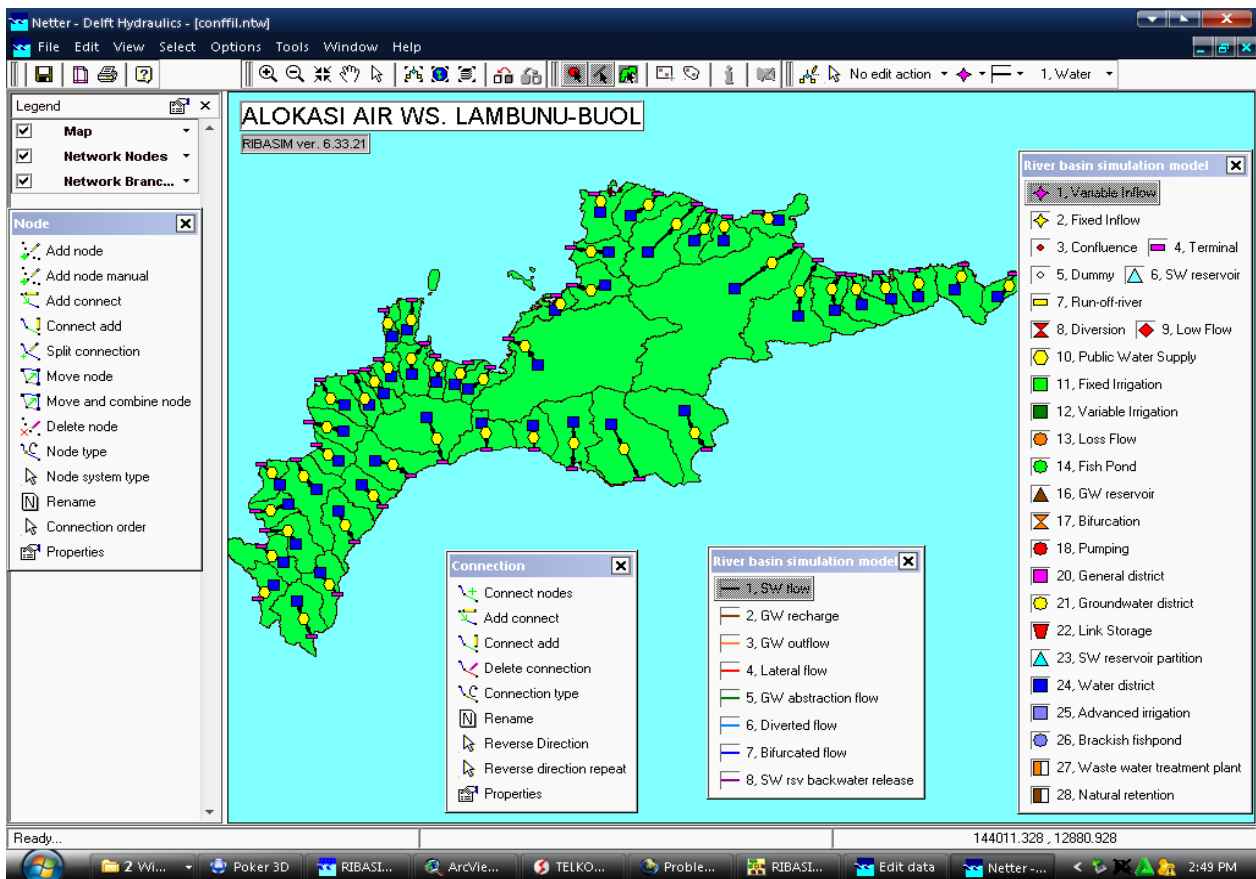 Netter - Delft Hydraulics - [conffil.ntw]
File Edit View Select Options Tools Window Help
No edit action 1, Water
Legend
Map
Network Nodes
Network Branc...
ALOKASI AIR WS. LAMBUNU-BUOL
RIBASIM ver. 6.33.21
Node
Add node
Add node manual
Add connect
Connect add
Split connection
Move node
Move and combine node
Delete node
Node type
Node system type
Rename
Connection order
Properties
Connection
Connect nodes
Add connect
Connect add
Delete connection
Connection type
Rename
Reverse Direction
Reverse direction repeat
Properties
River basin simulation model
1, SW flow
2, GW recharge
3, GW outflow
4, Lateral flow
5, GW abstraction flow
6, Diverted flow
7, Bifurcated flow
8, SW rsv backwater release
River basin simulation model
1, Variable Inflow
2, Fixed Inflow
3, Confluence 4, Terminal
5, Dummy 6, SW reservoir
7, Run-off-river
8, Diversion 9, Low Flow
10, Public Water Supply
11, Fixed Irrigation
12, Variable Irrigation
13, Loss Flow
14, Fish Pond
16, GW reservoir
17, Bifurcation
18, Pumping
20, General district
21, Groundwater district
22, Link Storage
23, SW reservoir partition
24, Water district
25, Advanced irrigation
26, Brackish fishpond
27, Waste water treatment plant
28, Natural retention
Ready... 144011.328 , 12880.928
2 Wi... Poker 3D RIBASI... ArcVie... TELKO... Proble... RIBASI... Edit data Netter -... 2:49 PM